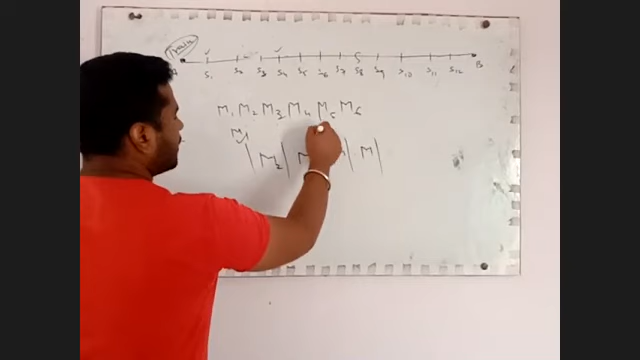 Train
A B
S1 S2 S3 S4 S5 S6 S7 S8 S9 S10 S11 S12
M1 M2 M3 M4 M5 M6
M1
| M2 | M | M |